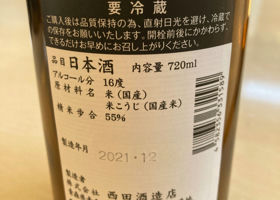 要冷蔵
ご購入後は品質保持の為、直射日光を避け、冷蔵で
の保存をお願いいたします。開栓前後にかかわらず、
できるだけお早めにお召し上がりください。
品目 日本酒 内容量 720ml
アルコール分 16度
原材料名 米(国産)
米こうじ(国産米)
精米歩合 55%
製造年月
2021.12
製造者
株式会社 西田酒造店